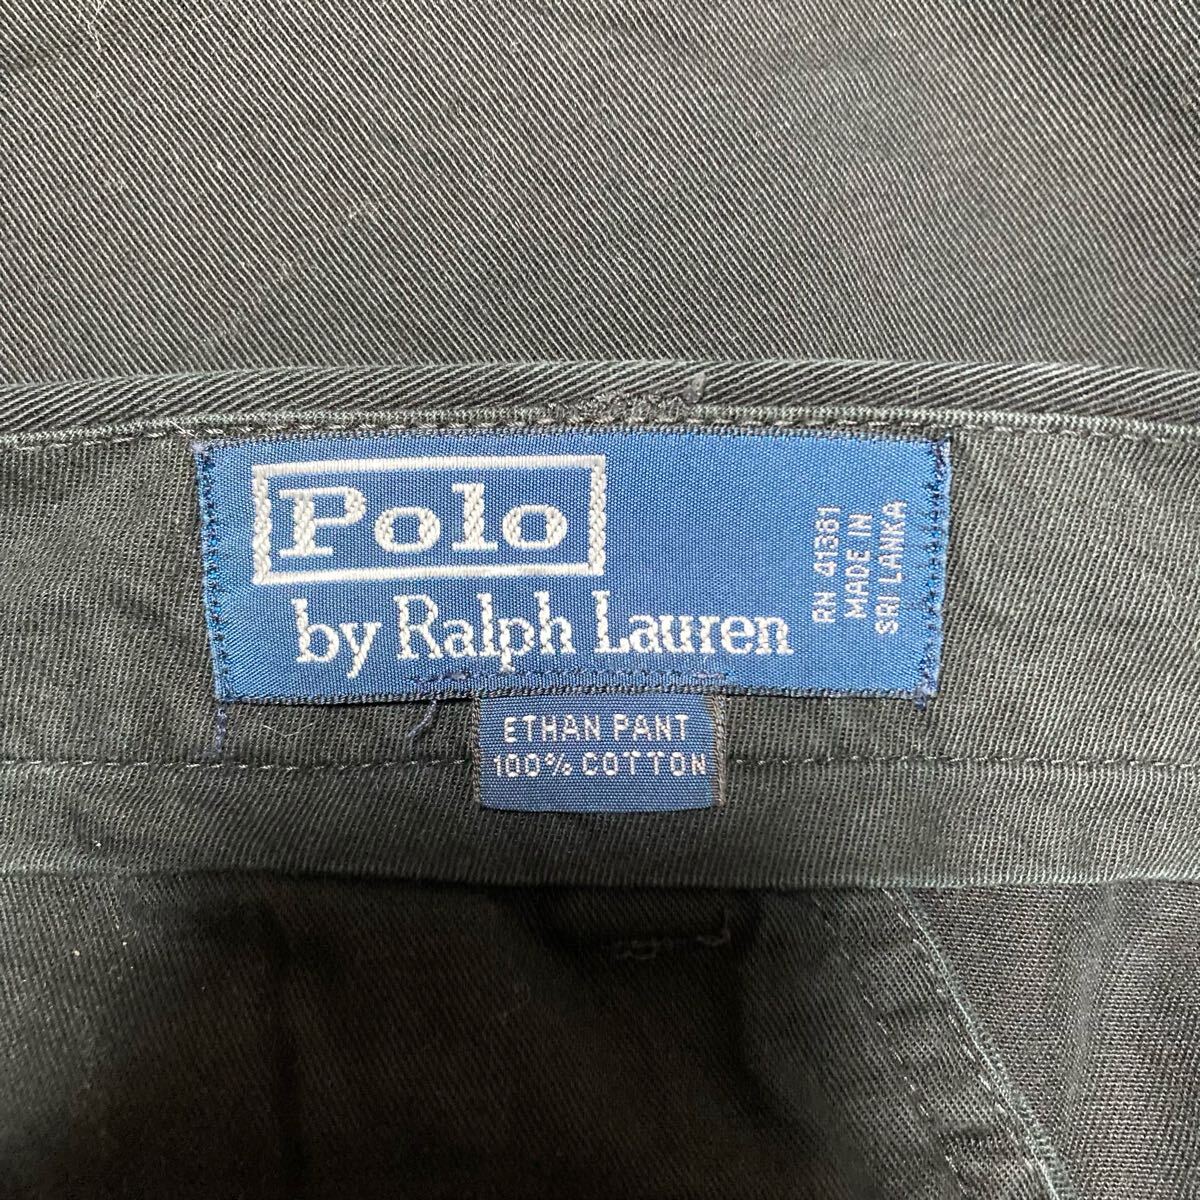 Polo
by Ralph Lauren
RN 41381
MADE IN
SRI LANKA
ETHAN PANT
100% COTTON